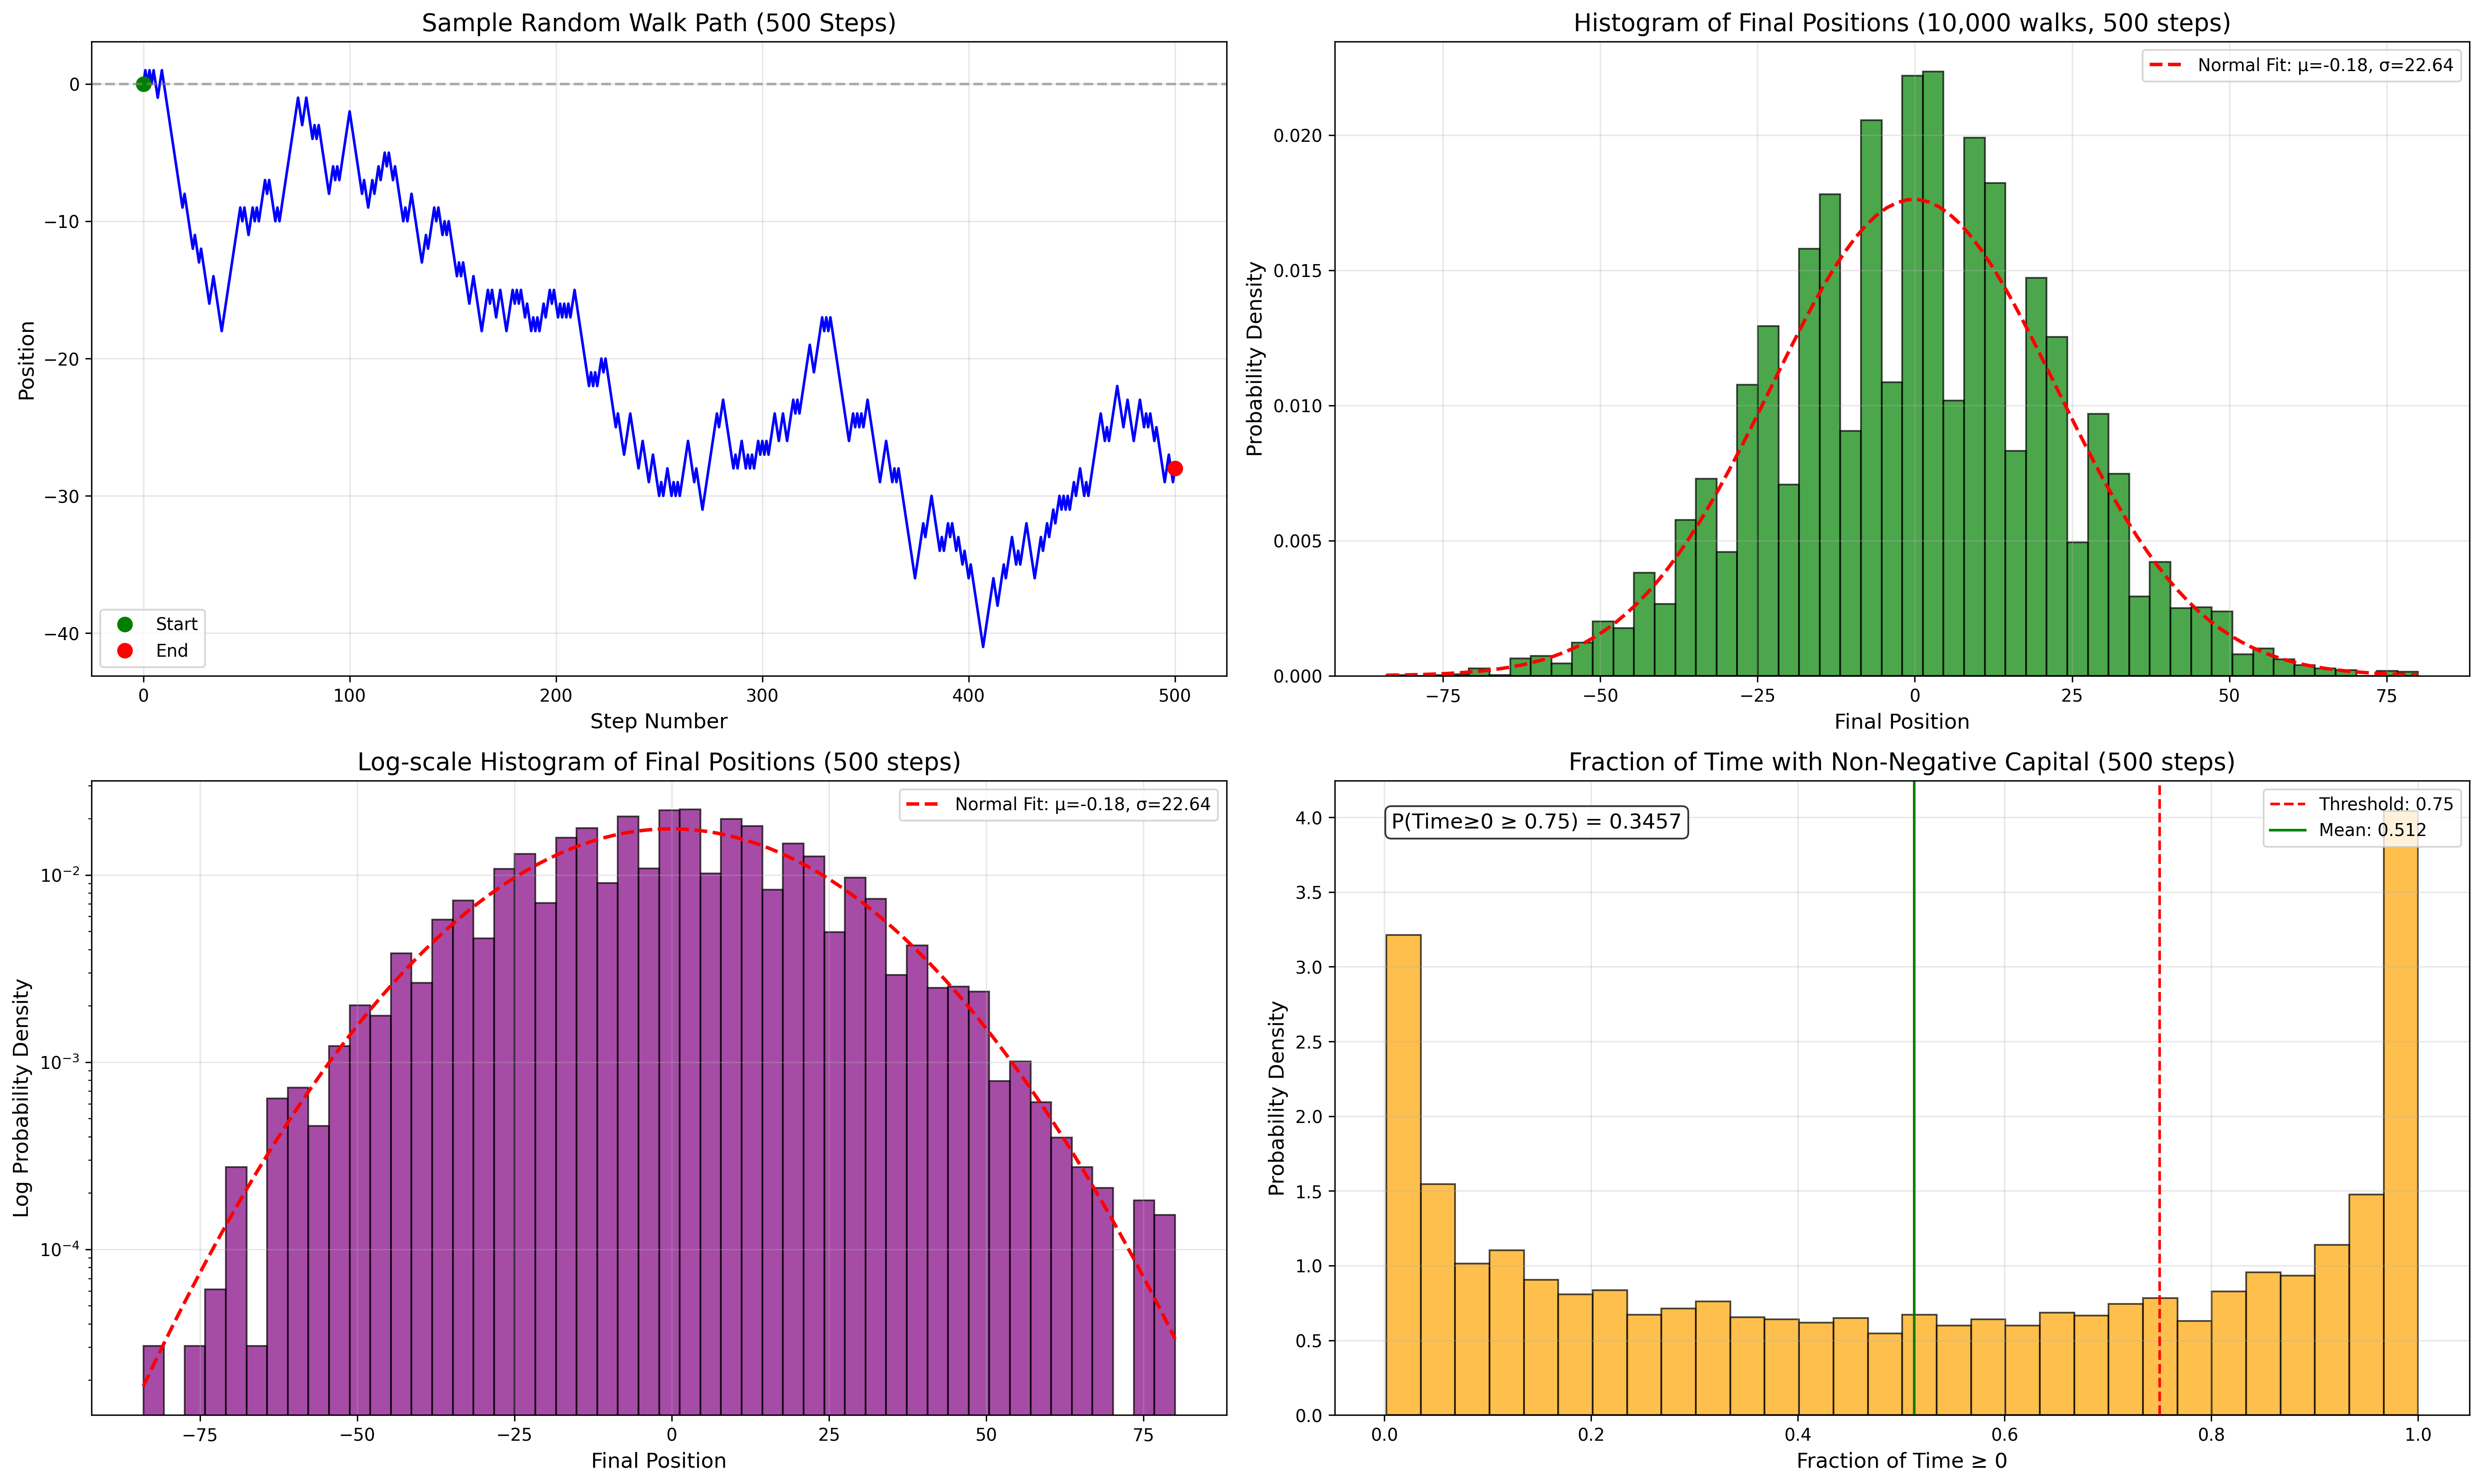 Sample Random Walk Path (500 Steps)
0
−10
−20
−30
−40
Position
Start
End
0
100
200
300
400
500
Step Number
Histogram of Final Positions (10,000 walks, 500 steps)
Normal Fit: μ=-0.18, σ=22.64
0.020
0.015
0.010
0.005
0.000
Probability Density
−75
−50
−25
0
25
50
75
Final Position
Log-scale Histogram of Final Positions (500 steps)
Normal Fit: μ=-0.18, σ=22.64
10−2
10−3
10−4
Log Probability Density
−75
−50
−25
0
25
50
75
Final Position
Fraction of Time with Non-Negative Capital (500 steps)
P(Time≥0 ≥ 0.75) = 0.3457
Threshold: 0.75
Mean: 0.512
4.0
3.5
3.0
2.5
2.0
1.5
1.0
0.5
0.0
Probability Density
0.0
0.2
0.4
0.6
0.8
1.0
Fraction of Time ≥ 0